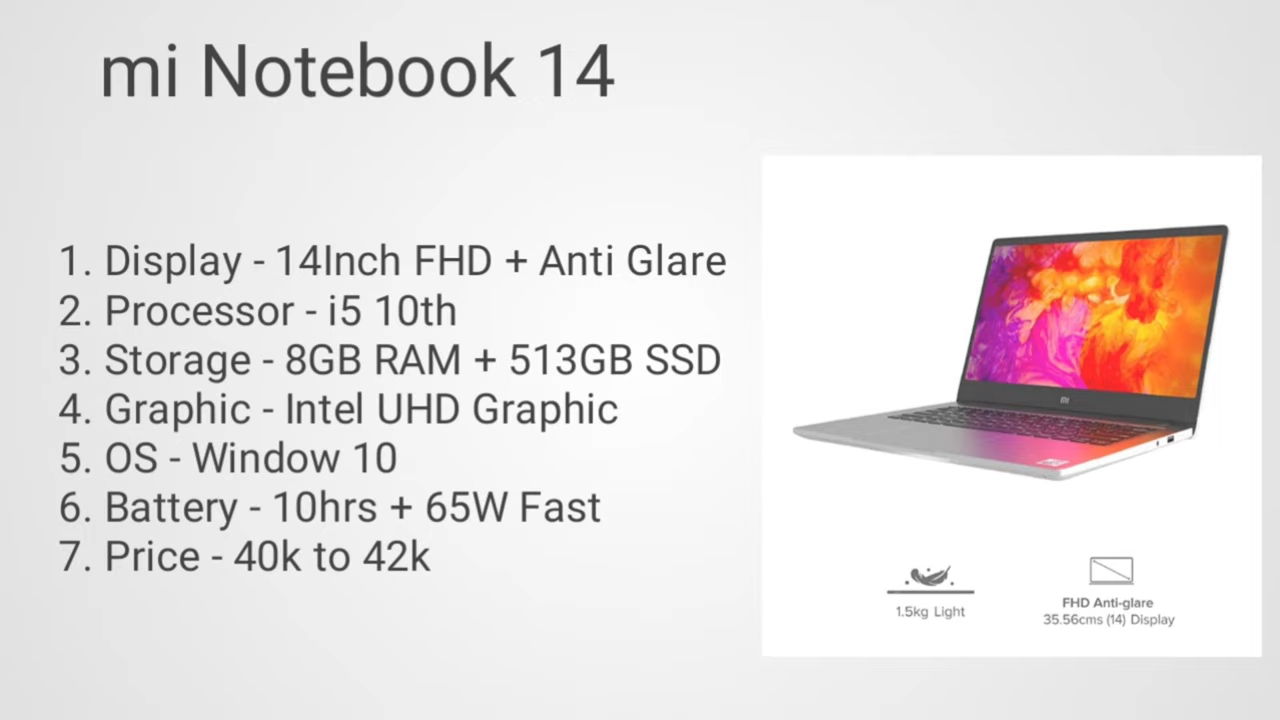 mi Notebook 14
1. Display - 14Inch FHD + Anti Glare
2. Processor - i5 10th
3. Storage - 8GB RAM + 513GB SSD
4. Graphic - Intel UHD Graphic
5. OS - Window 10
6. Battery - 10hrs + 65W Fast
7. Price - 40k to 42k
mi
1.5kg Light
FHD Anti-glare
35.56cms (14) Display